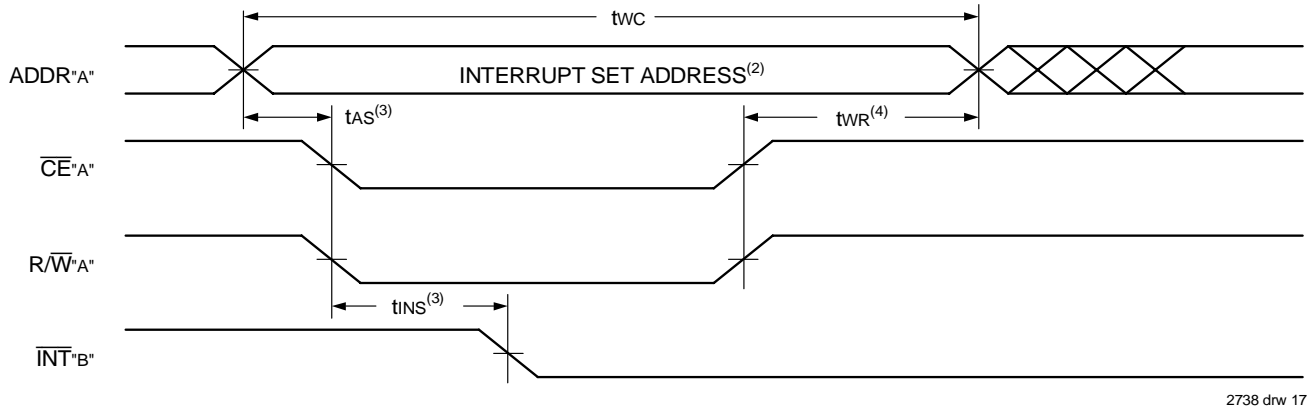 tWC
ADDR"A"
INTERRUPT SET ADDRESS(2)
tAS(3)
tWR(4)
CE"A"
R/W"A"
tINS(3)
INT"B"
2738 drw 17